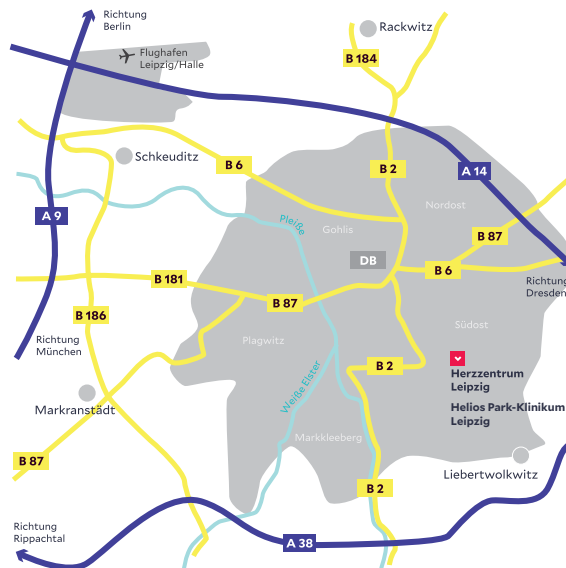 Richtung
Berlin
Rackwitz
Flughafen
Leipzig/Halle
B 184
Schkeuditz
B 6
B 2
A 14
A 9
Pleiße
Gohlis
Nordost
B 87
DB
B 6
B 181
Richtung
Dresden
B 87
B 186
Südost
Richtung
München
Plagwitz
Herzzentrum
Leipzig
B 2
Weiße Elster
Markranstädt
Helios Park-Klinikum
Leipzig
Markkleeberg
B 87
Liebertwolkwitz
B 2
Richtung
Rippachtal
A 38